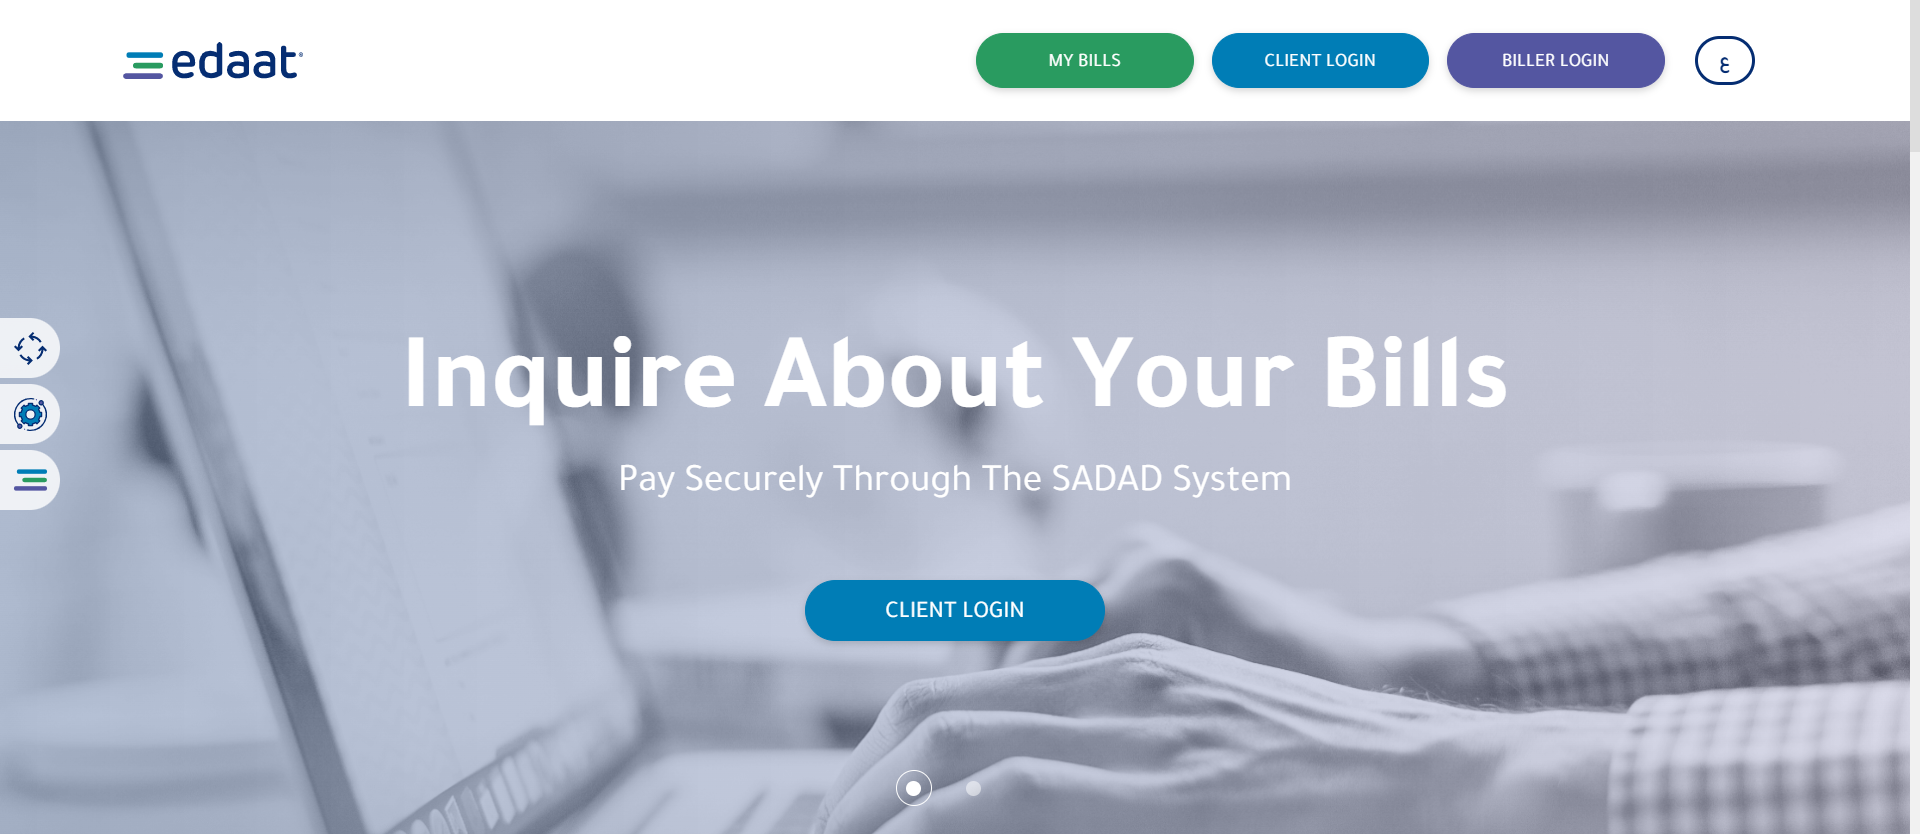 edaat
MY BILLS
CLIENT LOGIN
BILLER LOGIN
ع
Inquire About Your Bills
Pay Securely Through The SADAD System
CLIENT LOGIN